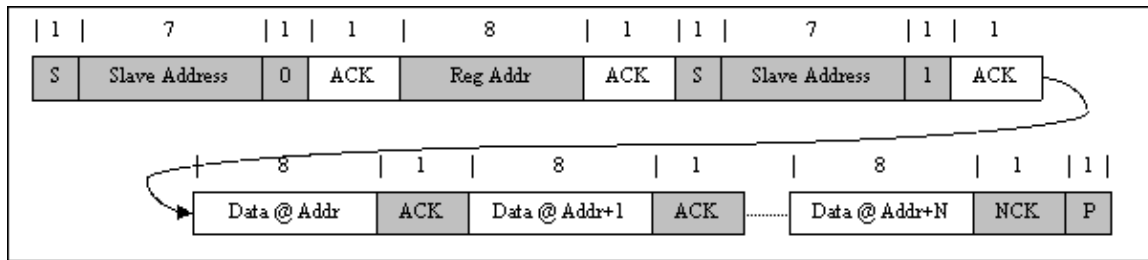 | 1 | 7 | 1 | 1 | 8 | 1 | 1 | 7 | 1 | 1
S Slave Address 0 ACK Reg Addr ACK S Slave Address 1 ACK
| 8 | 1 | 8 | 1 | 8 | 1 | 1 |
Data @ Addr ACK Data @ Addr+1 ACK .......... Data @ Addr+N NCK P